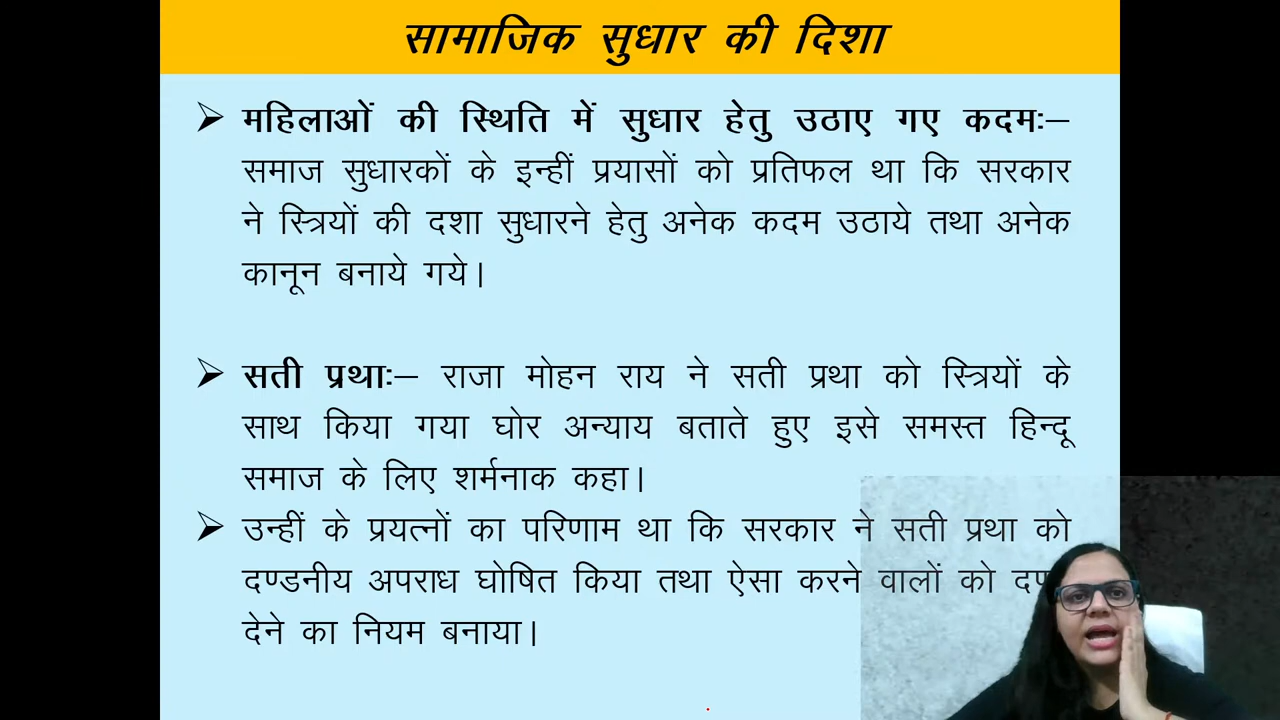 सामाजिक सुधार की दिशा
➢ महिलाओं की स्थिति में सुधार हेतु उठाए गए कदमः–
समाज सुधारकों के इन्हीं प्रयासों को प्रतिफल था कि सरकार
ने स्त्रियों की दशा सुधारने हेतु अनेक कदम उठाये तथा अनेक
कानून बनाये गये।
➢ सती प्रथाः– राजा मोहन राय ने सती प्रथा को स्त्रियों के
साथ किया गया घोर अन्याय बताते हुए इसे समस्त हिन्दू
समाज के लिए शर्मनाक कहा।
➢ उन्हीं के प्रयत्नों का परिणाम था कि सरकार ने सती प्रथा को
दण्डनीय अपराध घोषित किया तथा ऐसा करने वालों को
देने का नियम बनाया।